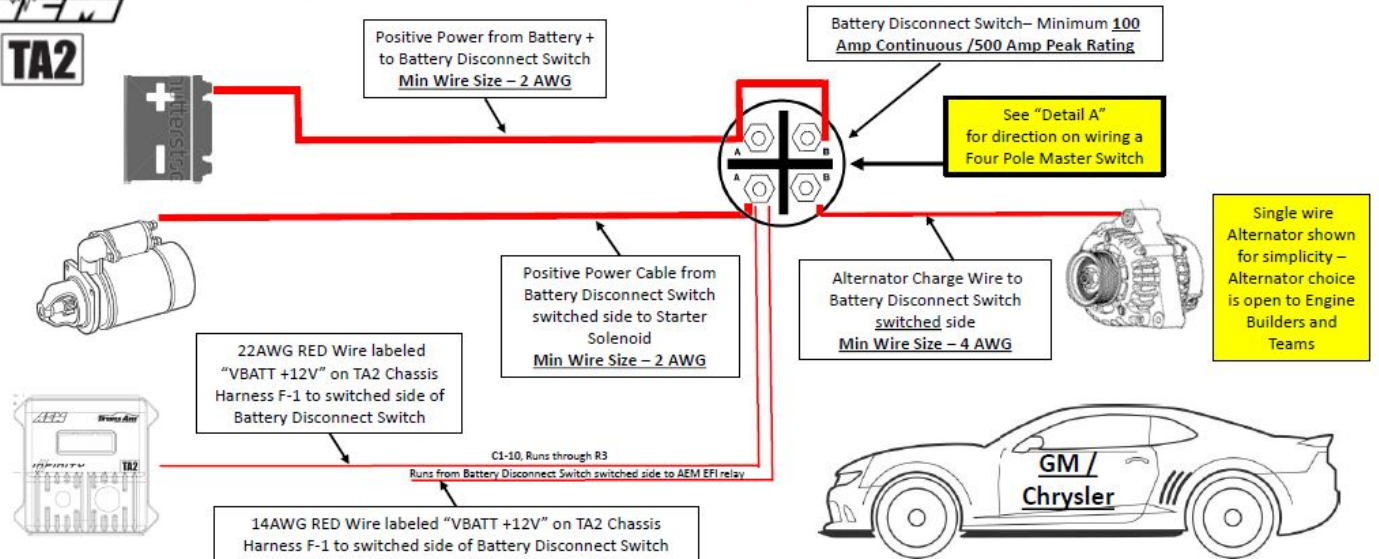 AEM
TA2
Positive Power from Battery +
to Battery Disconnect Switch
Min Wire Size – 2 AWG
Battery Disconnect Switch– Minimum 100
Amp Continuous /500 Amp Peak Rating
See “Detail A”
for direction on wiring a
Four Pole Master Switch
A
B
A
B
Positive Power Cable from
Battery Disconnect Switch
switched side to Starter
Solenoid
Min Wire Size – 2 AWG
Alternator Charge Wire to
Battery Disconnect Switch
switched side
Min Wire Size – 4 AWG
Single wire
Alternator shown
for simplicity –
Alternator choice
is open to Engine
Builders and
Teams
22AWG RED Wire labeled
“VBATT +12V” on TA2 Chassis
Harness F-1 to switched side of
Battery Disconnect Switch
AEM
INFINITY
TA2
C1-10, Runs through R3
Runs from Battery Disconnect Switch switched side to AEM EFI relay
14AWG RED Wire labeled “VBATT +12V” on TA2 Chassis
Harness F-1 to switched side of Battery Disconnect Switch
GM /
Chrysler